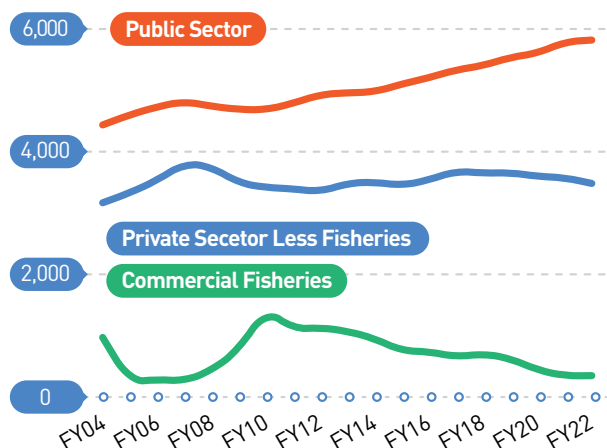 6,000
Public Sector
4,000
Private Secetor Less Fisheries
2,000
Commercial Fisheries
0
FY04 FY06 FY08 FY10 FY12 FY14 FY16 FY18 FY20 FY22